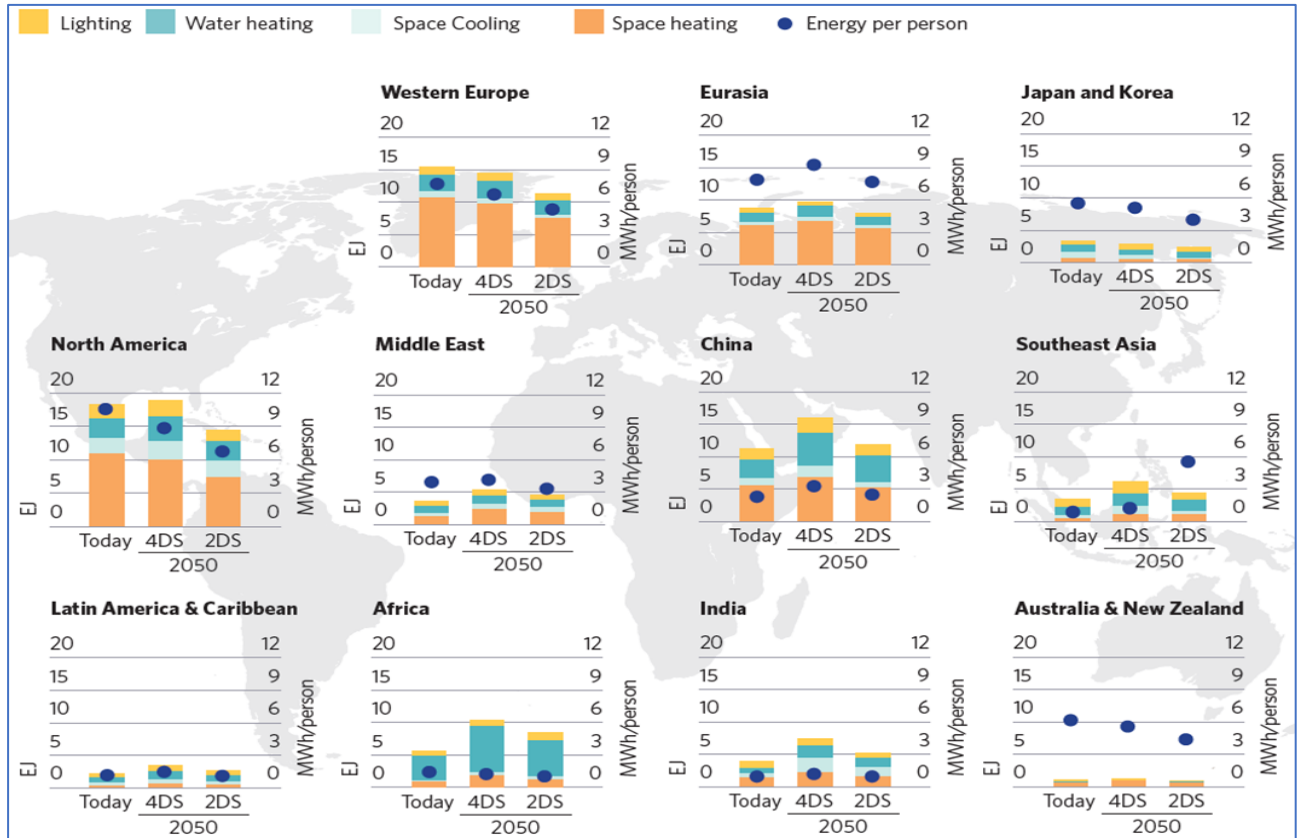 Lighting Water heating Space Cooling Space heating Energy per person
Western Europe
20 12
15 9
10 6
5 3
0 0
EJ
MWh/person
Today 4DS 2DS
2050
Eurasia
20 12
15 9
10 6
5 3
0 0
EJ
MWh/person
Today 4DS 2DS
2050
Japan and Korea
20 12
15 9
10 6
5 3
0 0
EJ
MWh/person
Today 4DS 2DS
2050
North America
20 12
15 9
10 6
5 3
0 0
EJ
MWh/person
Today 4DS 2DS
2050
Middle East
20 12
15 9
10 6
5 3
0 0
EJ
MWh/person
Today 4DS 2DS
2050
China
20 12
15 9
10 6
5 3
0 0
EJ
MWh/person
Today 4DS 2DS
2050
Southeast Asia
20 12
15 9
10 6
5 3
0 0
EJ
MWh/person
Today 4DS 2DS
2050
Latin America & Caribbean
20 12
15 9
10 6
5 3
0 0
EJ
MWh/person
Today 4DS 2DS
2050
Africa
20 12
15 9
10 6
5 3
0 0
EJ
MWh/person
Today 4DS 2DS
2050
India
20 12
15 9
10 6
5 3
0 0
EJ
MWh/person
Today 4DS 2DS
2050
Australia & New Zealand
20 12
15 9
10 6
5 3
0 0
EJ
MWh/person
Today 4DS 2DS
2050